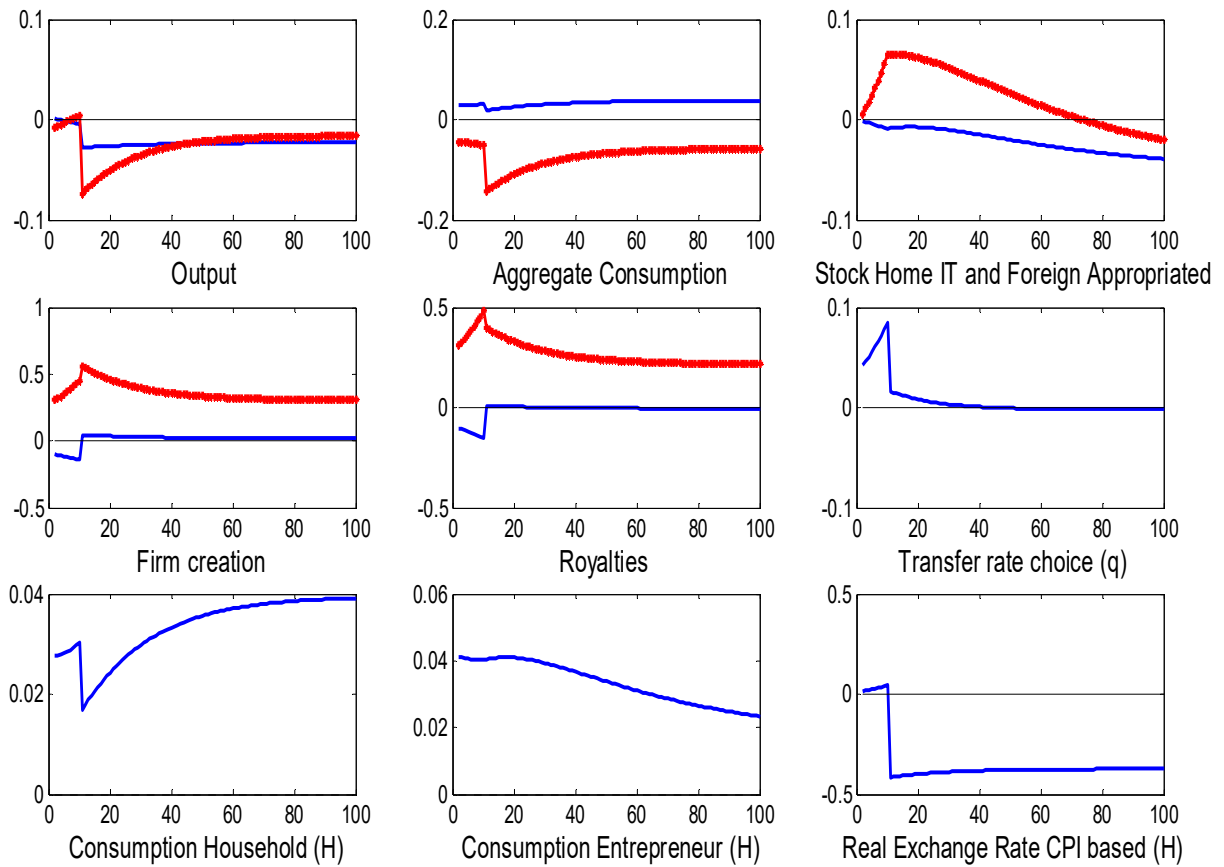 0.1
0
-0.1
0 20 40 60 80 100
Output
0.2
0
-0.2
0 20 40 60 80 100
Aggregate Consumption
0.1
0
-0.1
0 20 40 60 80 100
Stock Home IT and Foreign Appropriated
1
0.5
0
-0.5
0 20 40 60 80 100
Firm creation
0.5
0
-0.5
0 20 40 60 80 100
Royalties
0.1
0
-0.1
0 20 40 60 80 100
Transfer rate choice (q)
0.04
0.02
0
0 20 40 60 80 100
Consumption Household (H)
0.06
0.04
0.02
0
0 20 40 60 80 100
Consumption Entrepreneur (H)
0.5
0
-0.5
0 20 40 60 80 100
Real Exchange Rate CPI based (H)